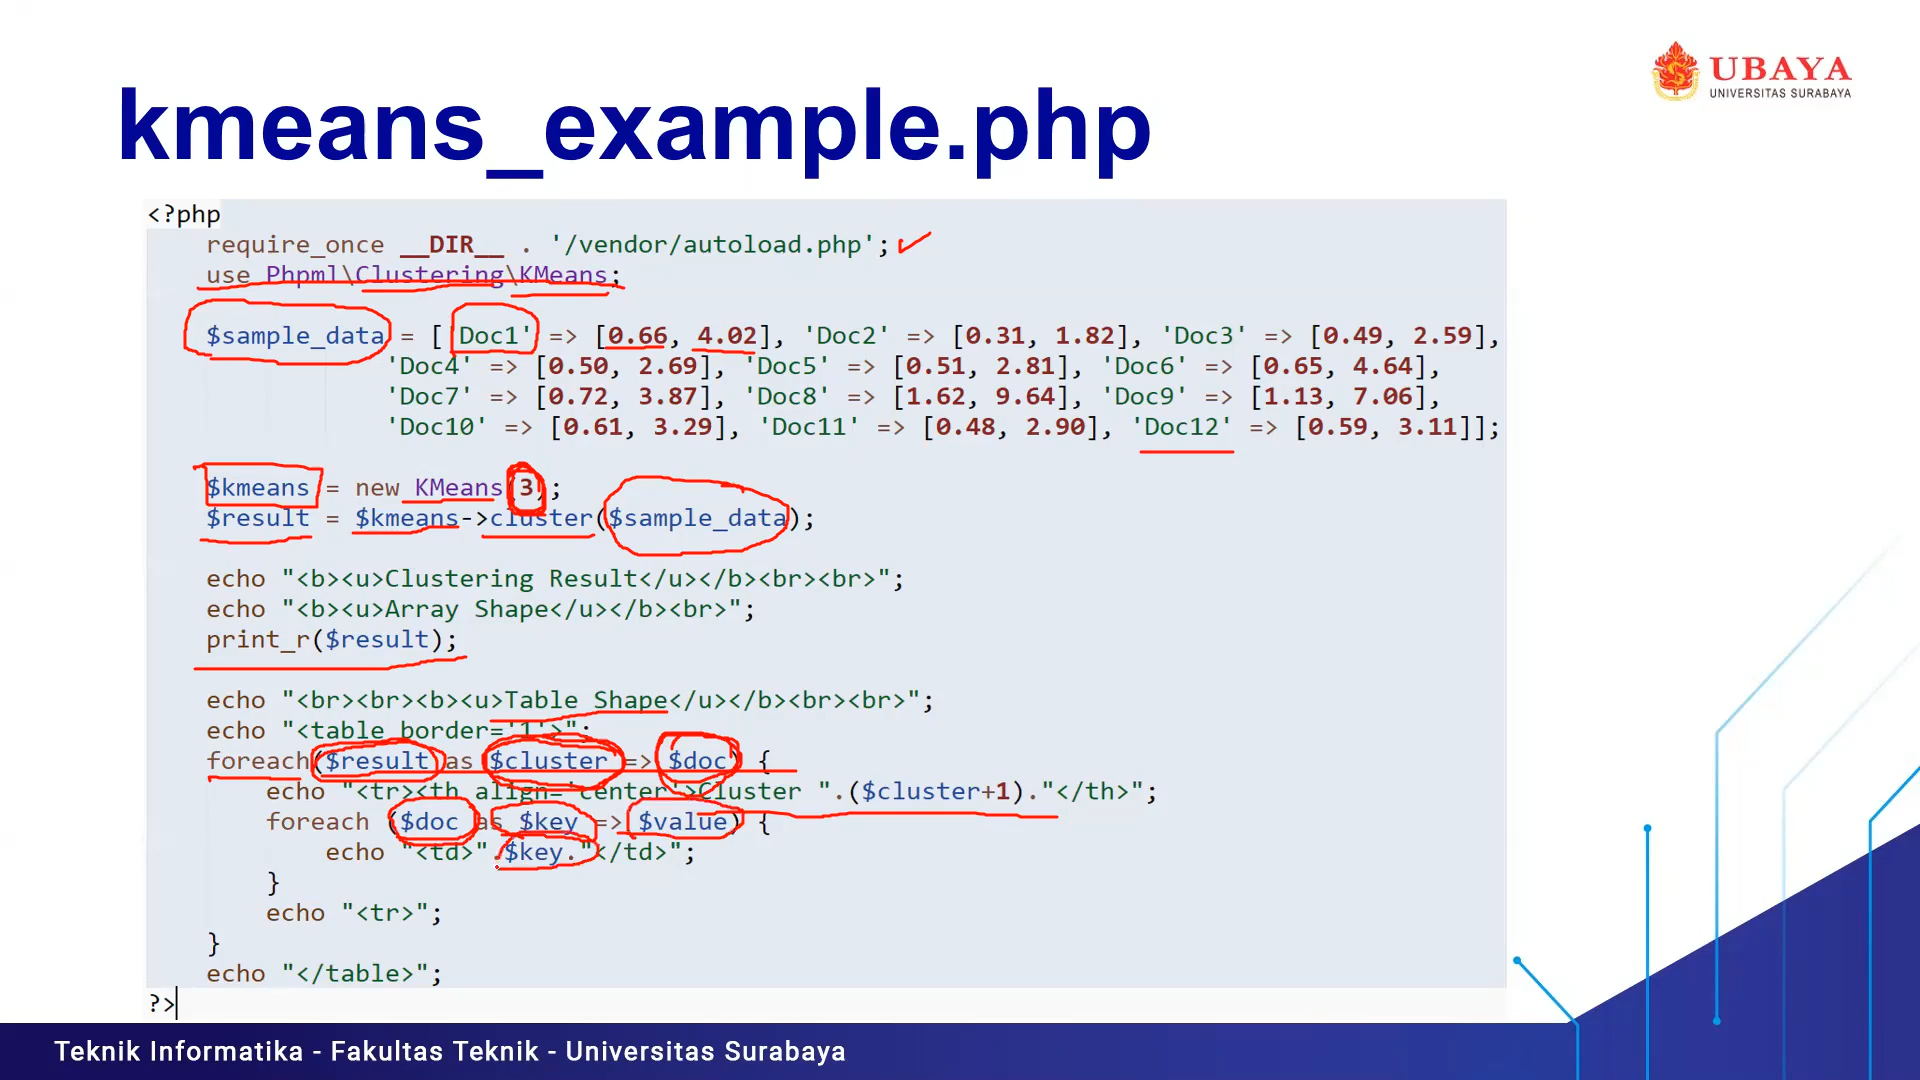 UBAYA
UNIVERSITAS SURABAYA
kmeans_example.php
<?php
require_once __DIR__ . '/vendor/autoload.php';
use Phpml\Clustering\KMeans;
$sample_data = [ Doc1' => [0.66, 4.02], 'Doc2' => [0.31, 1.82], 'Doc3' => [0.49, 2.59],
'Doc4' => [0.50, 2.69], 'Doc5' => [0.51, 2.81], 'Doc6' => [0.65, 4.64],
'Doc7' => [0.72, 3.87], 'Doc8' => [1.62, 9.64], 'Doc9' => [1.13, 7.06],
'Doc10' => [0.61, 3.29], 'Doc11' => [0.48, 2.90], 'Doc12' => [0.59, 3.11]];
$kmeans = new KMeans(3);
$result = $kmeans->cluster($sample_data);
echo "<b><u>Clustering Result</u></b><br><br>";
echo "<b><u>Array Shape</u></b><br>";
print_r($result);
echo "<br><br><b><u>Table Shape</u></b><br><br>";
echo "<table border='1'>";
foreach($result as $cluster => $doc) {
echo "<tr><th align='center'>Cluster ".($cluster+1)."</th>";
foreach ($doc as $key => $value) {
echo "<td>".$key."</td>";
}
echo "<tr>";
}
echo "</table>";
?>
Teknik Informatika - Fakultas Teknik - Universitas Surabaya